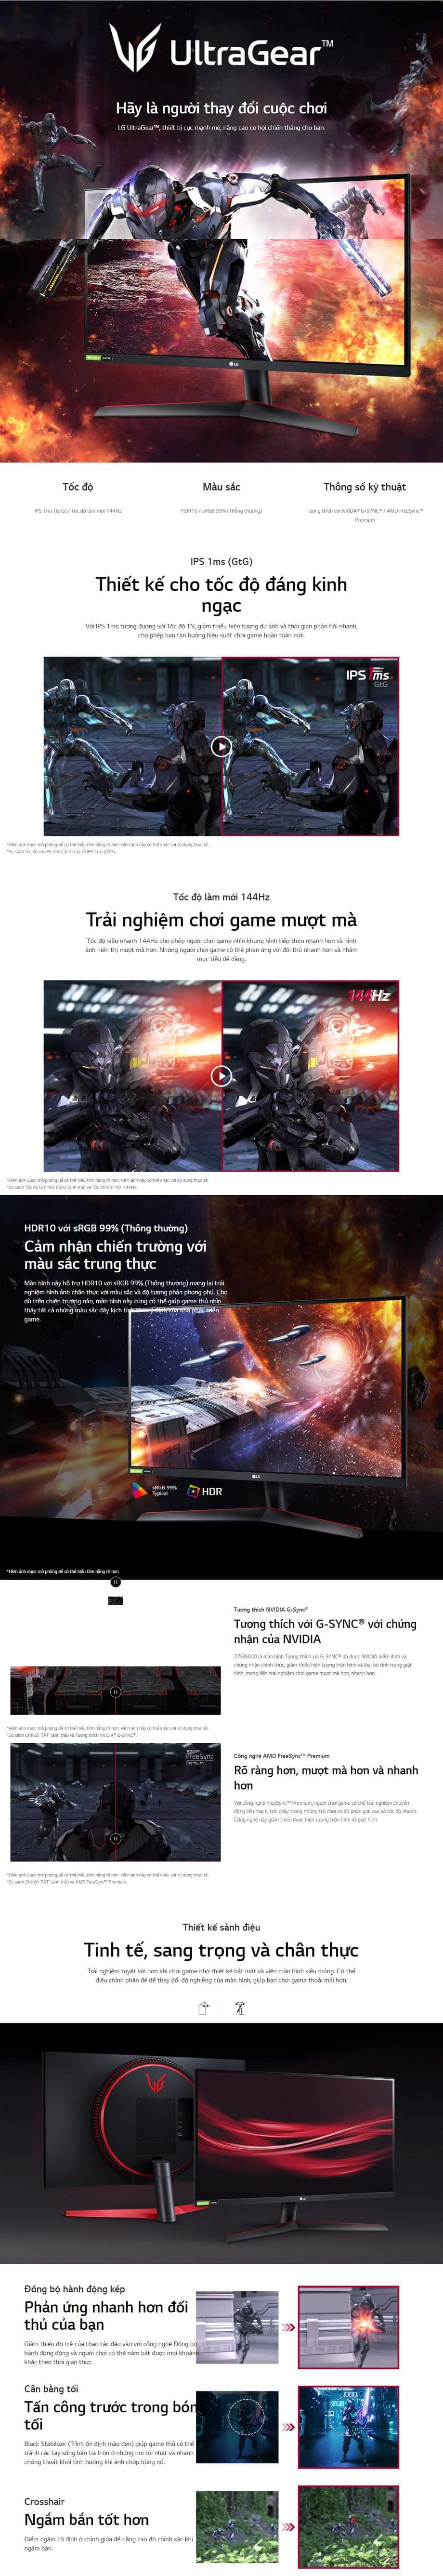 UltraGear™
Hãy là người thay đổi cuộc chơi
LG UltraGear™, thiết bị cực mạnh mẽ, nâng cao cơ hội chiến thắng cho bạn.
LG
Tốc độ
Màu sắc
Thông số kỹ thuật
IPS 1ms (GtG) / Tốc độ làm mới 144Hz
HDR10 / sRGB 99% (Thông thường)
Tương thích với NVIDIA® G-SYNC® / AMD FreeSync™
Premium
IPS 1ms (GtG)
Thiết kế cho tốc độ đáng kinh
ngạc
Với IPS 1ms tương đương với Tốc độ TN, giảm thiểu hiện tượng dư ảnh và thời gian phản hồi nhanh,
cho phép bạn tận hưởng hiệu suất chơi game hoàn toàn mới.
IPS 1ms
GtG
*Hình ảnh được mô phỏng để có thể hiểu tính năng rõ hơn. Hình ảnh này có thể khác với sử dụng thực tế.
*So sánh tốc độ với IPS 5ms (ảnh trái) và IPS 1ms (GtG).
Tốc độ làm mới 144Hz
Trải nghiệm chơi game mượt mà
Tốc độ siêu nhanh 144Hz cho phép người chơi game nhìn khung hình tiếp theo nhanh hơn và hình
ảnh hiển thị mượt mà hơn. Những người chơi game có thể phản ứng với đối thủ nhanh hơn và nhắm
mục tiêu dễ dàng.
144Hz
*Hình ảnh được mô phỏng để có thể hiểu tính năng rõ hơn. Hình ảnh này có thể khác với sử dụng thực tế.
*So sánh Tốc độ làm mới 60Hz (ảnh trái) và Tốc độ làm mới 144Hz.
HDR10 với sRGB 99% (Thông thường)
Cảm nhận chiến trường với
màu sắc trung thực
Màn hình này hỗ trợ HDR10 với sRGB 99% (Thông thường) mang lại trải
nghiệm hình ảnh chân thực với màu sắc và độ tương phản phong phú. Cho
dù trên chiến trường nào, màn hình này cũng có thể giúp game thủ nhìn
thấy tất cả những màu sắc đầy kịch tính theo ý định của nhà phát triển
game.
LG
sRGB 99%
Typical
HDR
*Hình ảnh được mô phỏng để có thể hiểu tính năng rõ hơn.
Tương thích NVIDIA G-Sync®
Tương thích với G-SYNC® với chứng
nhận của NVIDIA
27GN600 là màn hình Tương thích với G-SYNC® đã được NVIDIA kiểm định và
chứng nhận chính thức, giảm thiểu hiện tượng trộn hình và loại bỏ tình trạng giật
hình, mang đến trải nghiệm chơi game mượt mà hơn, nhanh hơn.
*Hình ảnh được mô phỏng để có thể hiểu tính năng rõ hơn. Hình ảnh này có thể khác với sử dụng thực tế.
*So sánh Chế độ "TẮT" (ảnh trái) và Tương thích NVIDIA® G-SYNC®.
AMD
FreeSync
Premium
Công nghệ AMD FreeSync™ Premium
Rõ ràng hơn, mượt mà hơn và nhanh
hơn
Với công nghệ FreeSync™ Premium, người chơi game có thể trải nghiệm chuyển
động liền mạch, trôi chảy trong những trò chơi có độ phân giải cao và tốc độ nhanh.
Công nghệ này giảm thiểu được hiện tượng trộn hình và giật hình.
*Hình ảnh được mô phỏng để có thể hiểu tính năng rõ hơn. Hình ảnh này có thể khác với sử dụng thực tế.
*So sánh Chế độ "TẮT" (ảnh trái) và AMD FreeSync™ Premium.
Thiết kế sành điệu
Tinh tế, sang trọng và chân thực
Trải nghiệm tuyệt vời hơn khi chơi game nhờ thiết kế bắt mắt và viền màn hình siêu mỏng. Có thể
điều chỉnh phần đế để thay đổi độ nghiêng của màn hình, giúp bạn chơi game thoải mái hơn.
LG
Đồng bộ hành động kép
Phản ứng nhanh hơn đối
thủ của bạn
Giảm thiểu độ trễ của thao tác đầu vào với công nghệ Đồng bộ
hành động động và người chơi có thể nắm bắt được mọi khoảnh
khắc theo thời gian thực.
Cân bằng tối
Tấn công trước trong bóng
tối
Black Stabilizer (Trình ổn định màu đen) giúp game thủ có thể
tránh các tay súng bắn tỉa trốn ở những nơi tối nhất và nhanh
chóng thoát khỏi tình huống khi ánh chớp bùng nổ.
Crosshair
Ngắm bắn tốt hơn
Điểm ngắm cố định ở chính giữa để nâng cao độ chính xác khi
ngắm bắn.